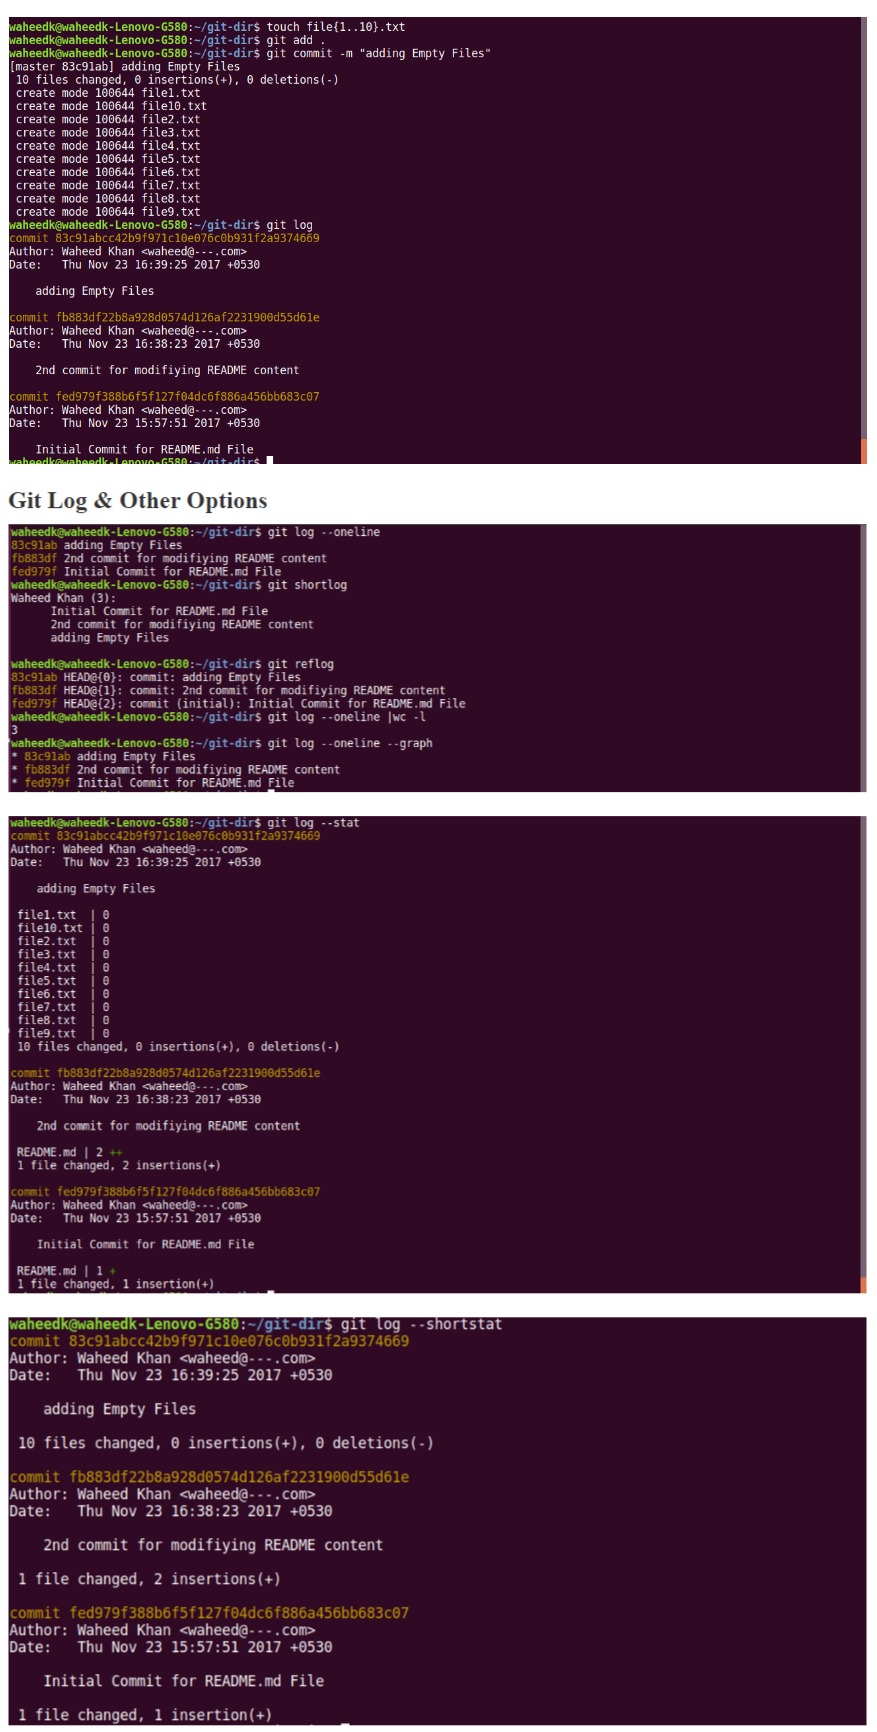 waheedk@waheedk-Lenovo-G580:~/git-dir$ touch file{1..10}.txt
waheedk@waheedk-Lenovo-G580:~/git-dir$ git add .
waheedk@waheedk-Lenovo-G580:~/git-dir$ git commit -m "adding Empty Files"
[master 83c91ab] adding Empty Files
 10 files changed, 0 insertions(+), 0 deletions(-)
 create mode 100644 file1.txt
 create mode 100644 file10.txt
 create mode 100644 file2.txt
 create mode 100644 file3.txt
 create mode 100644 file4.txt
 create mode 100644 file5.txt
 create mode 100644 file6.txt
 create mode 100644 file7.txt
 create mode 100644 file8.txt
 create mode 100644 file9.txt
waheedk@waheedk-Lenovo-G580:~/git-dir$ git log
commit 83c91abcc42b9f971c10e076c0b931f2a9374669
Author: Waheed Khan <waheed@---.com>
Date:   Thu Nov 23 16:39:25 2017 +0530
    adding Empty Files
commit fb883df22b8a928d0574d126af2231900d55d61e
Author: Waheed Khan <waheed@---.com>
Date:   Thu Nov 23 16:38:23 2017 +0530
    2nd commit for modifiying README content
commit fed979f388b6f5f127f04dc6f886a456bb683c07
Author: Waheed Khan <waheed@---.com>
Date:   Thu Nov 23 15:57:51 2017 +0530
    Initial Commit for README.md File
waheedk@waheedk-Lenovo-G580:~/git-dir$
Git Log & Other Options
waheedk@waheedk-Lenovo-G580:~/git-dir$ git log --oneline
83c91ab adding Empty Files
fb883df 2nd commit for modifiying README content
fed979f Initial Commit for README.md File
waheedk@waheedk-Lenovo-G580:~/git-dir$ git shortlog
Waheed Khan (3):
      Initial Commit for README.md File
      2nd commit for modifiying README content
      adding Empty Files
waheedk@waheedk-Lenovo-G580:~/git-dir$ git reflog
83c91ab HEAD@{0}: commit: adding Empty Files
fb883df HEAD@{1}: commit: 2nd commit for modifiying README content
fed979f HEAD@{2}: commit (initial): Initial Commit for README.md File
waheedk@waheedk-Lenovo-G580:~/git-dir$ git log --oneline |wc -l
3
waheedk@waheedk-Lenovo-G580:~/git-dir$ git log --oneline --graph
* 83c91ab adding Empty Files
* fb883df 2nd commit for modifiying README content
* fed979f Initial Commit for README.md File
waheedk@waheedk-Lenovo-G580:~/git-dir$ git log --stat
commit 83c91abcc42b9f971c10e076c0b931f2a9374669
Author: Waheed Khan <waheed@---.com>
Date:   Thu Nov 23 16:39:25 2017 +0530
    adding Empty Files
 file1.txt  | 0
 file10.txt | 0
 file2.txt  | 0
 file3.txt  | 0
 file4.txt  | 0
 file5.txt  | 0
 file6.txt  | 0
 file7.txt  | 0
 file8.txt  | 0
 file9.txt  | 0
 10 files changed, 0 insertions(+), 0 deletions(-)
commit fb883df22b8a928d0574d126af2231900d55d61e
Author: Waheed Khan <waheed@---.com>
Date:   Thu Nov 23 16:38:23 2017 +0530
    2nd commit for modifiying README content
 README.md | 2 ++
 1 file changed, 2 insertions(+)
commit fed979f388b6f5f127f04dc6f886a456bb683c07
Author: Waheed Khan <waheed@---.com>
Date:   Thu Nov 23 15:57:51 2017 +0530
    Initial Commit for README.md File
 README.md | 1 +
 1 file changed, 1 insertion(+)
waheedk@waheedk-Lenovo-G580:~/git-dir$ git log --shortstat
commit 83c91abcc42b9f971c10e076c0b931f2a9374669
Author: Waheed Khan <waheed@---.com>
Date:   Thu Nov 23 16:39:25 2017 +0530
    adding Empty Files
 10 files changed, 0 insertions(+), 0 deletions(-)
commit fb883df22b8a928d0574d126af2231900d55d61e
Author: Waheed Khan <waheed@---.com>
Date:   Thu Nov 23 16:38:23 2017 +0530
    2nd commit for modifiying README content
 1 file changed, 2 insertions(+)
commit fed979f388b6f5f127f04dc6f886a456bb683c07
Author: Waheed Khan <waheed@---.com>
Date:   Thu Nov 23 15:57:51 2017 +0530
    Initial Commit for README.md File
 1 file changed, 1 insertion(+)